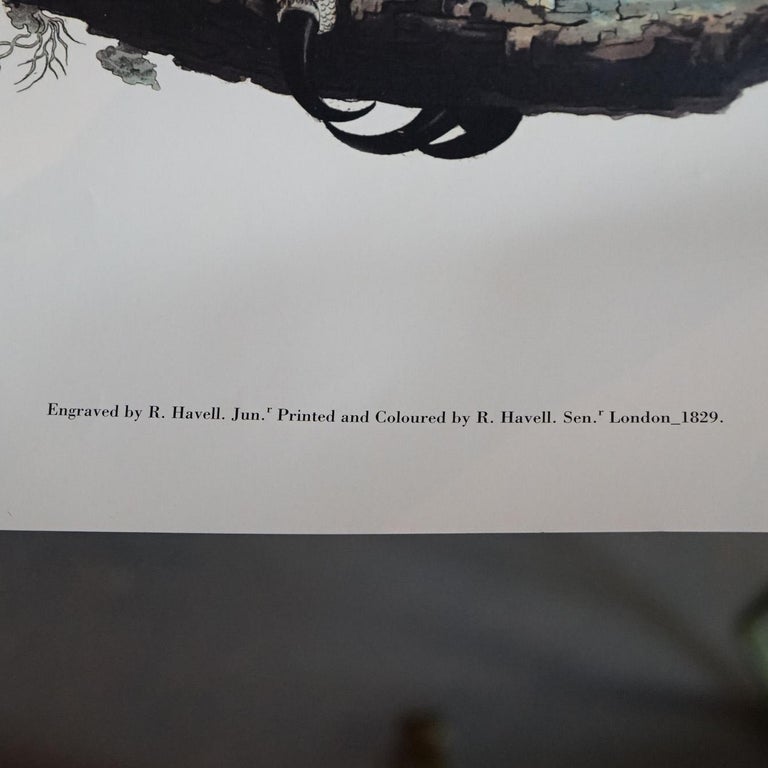 Engraved by R. Havell. Jun.ʳ Printed and Coloured by R. Havell. Sen.ʳ London_1829.